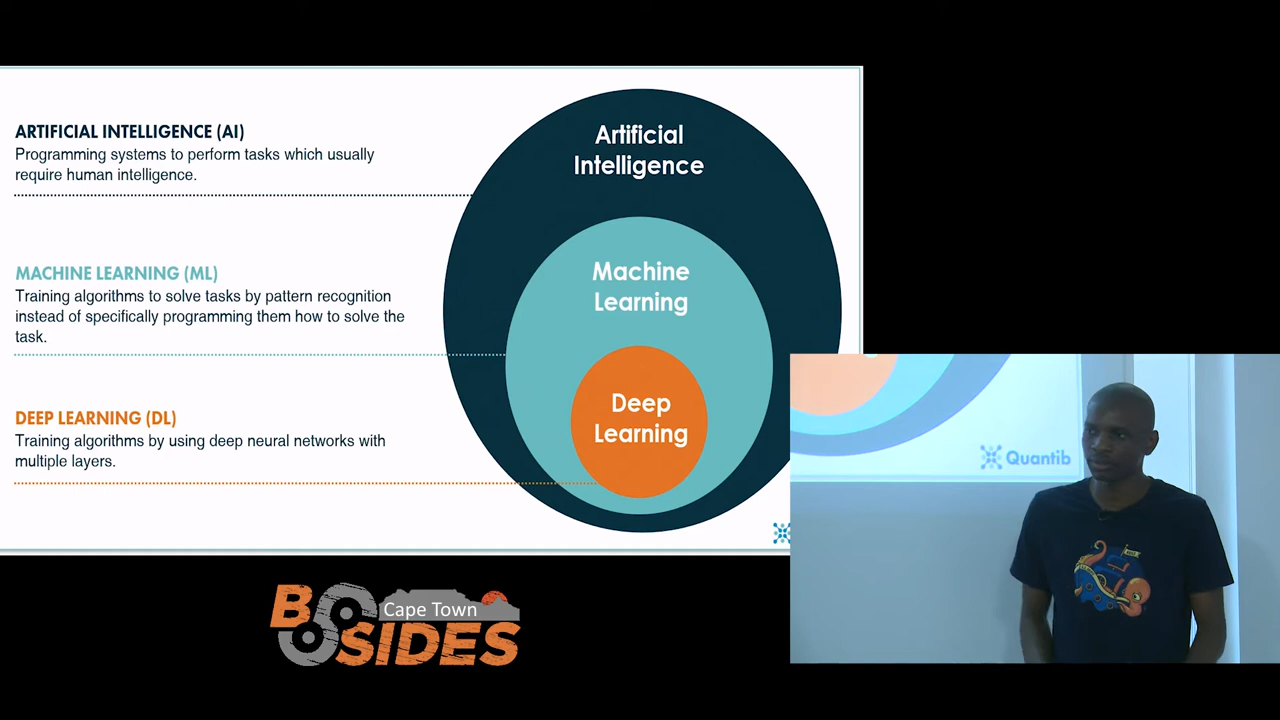 ARTIFICIAL INTELLIGENCE (AI)
Programming systems to perform tasks which usually
require human intelligence.
MACHINE LEARNING (ML)
Training algorithms to solve tasks by pattern recognition
instead of specifically programming them how to solve the
task.
DEEP LEARNING (DL)
Training algorithms by using deep neural networks with
multiple layers.
Artificial
Intelligence
Machine
Learning
Deep
Learning
Quantib
BSIDES
Cape Town